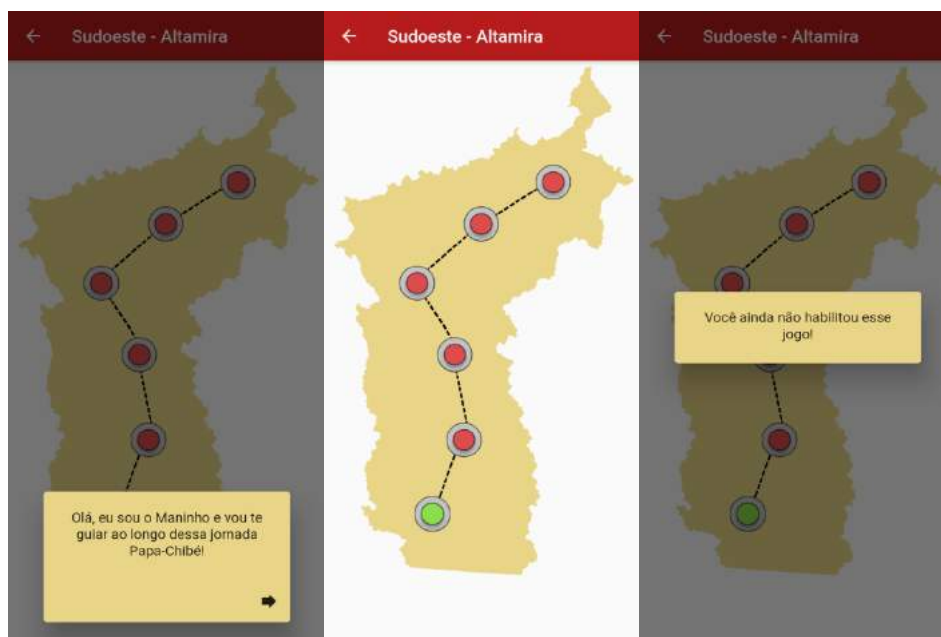 Sudoeste - Altamira
Olá, eu sou o Maninho e vou te
guiar ao longo dessa jornada
Papa-Chibé!
Sudoeste - Altamira
Sudoeste - Altamira
Você ainda não habilitou esse
jogo!